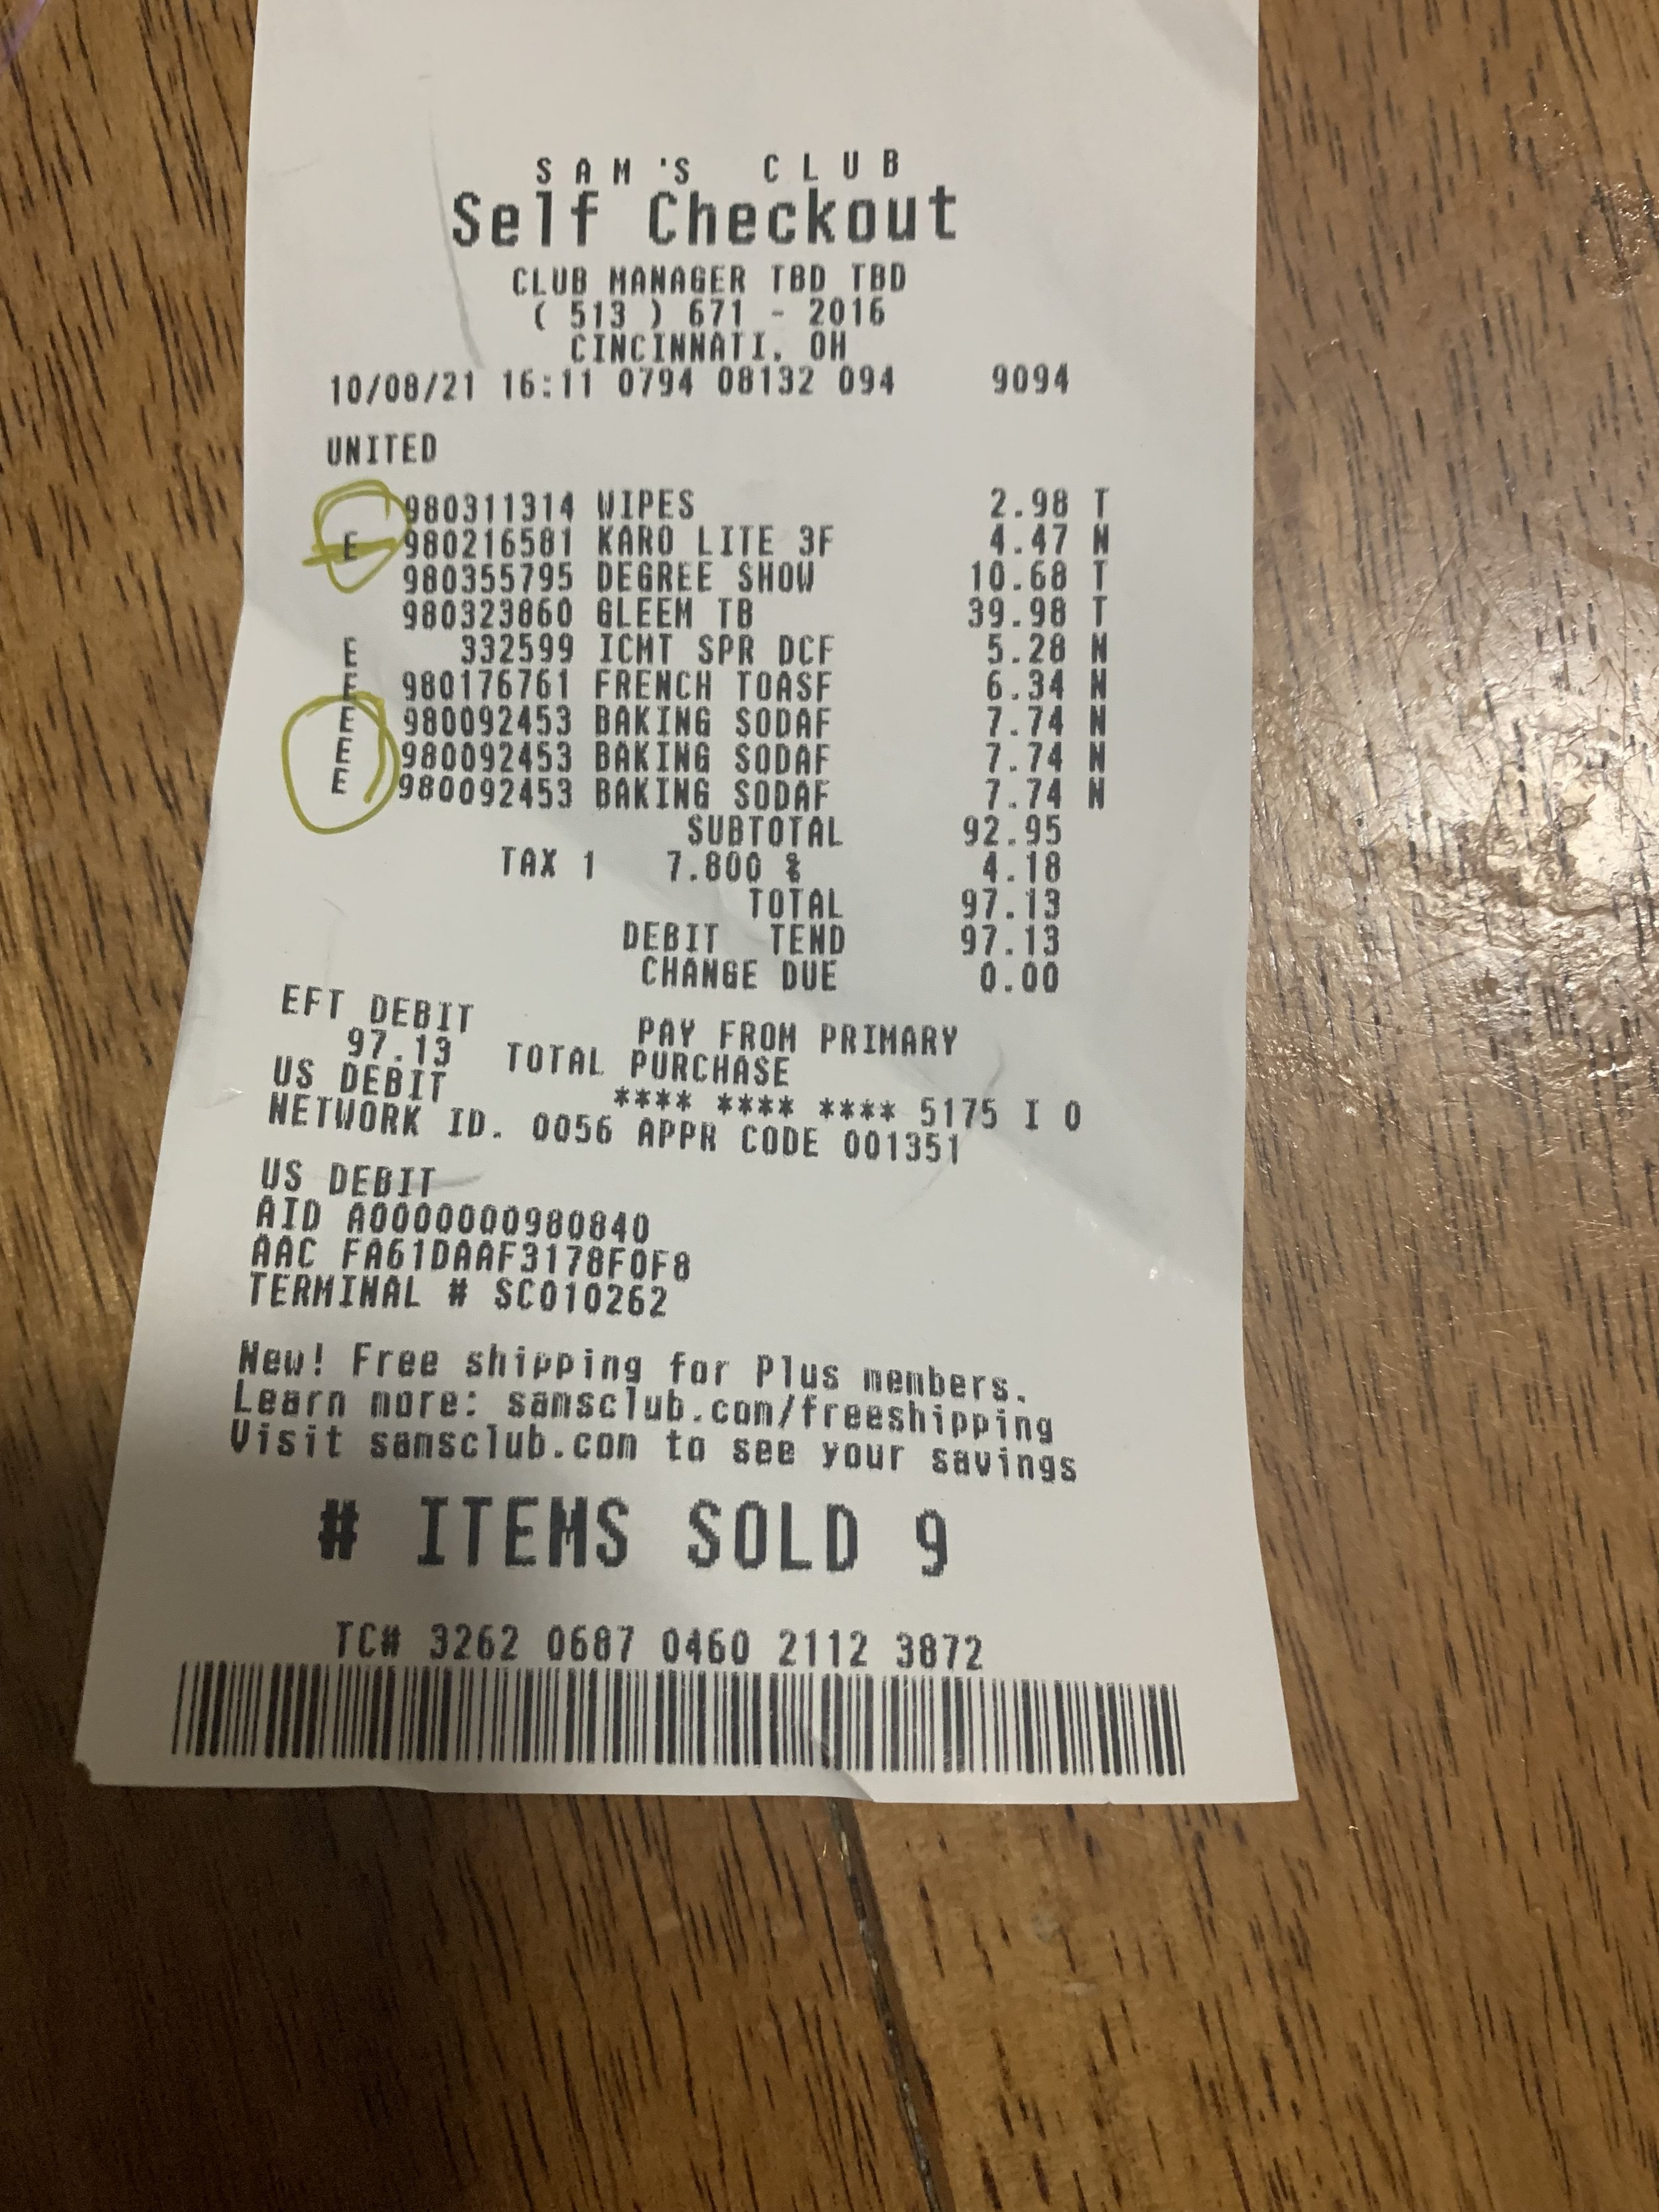 SAM'S CLUB
Self Checkout
CLUB MANAGER TBD TBD
( 513 ) 671 - 2016
CINCINNATI, OH
10/08/21 16:11 0794 08132 094 9094
UNITED
980311314 WIPES 2.98 T
E 980216581 KARO LITE 3F 4.47 N
980355795 DEGREE SHOW 10.68 T
980323860 GLEEM TB 39.98 T
E 332599 ICMT SPR DCF 5.28 N
E 980176761 FRENCH TOASF 6.34 N
E 980092453 BAKING SODAF 7.74 N
E 980092453 BAKING SODAF 7.74 N
E 980092453 BAKING SODAF 7.74 N
SUBTOTAL 92.95
TAX 1 7.800 % 4.18
TOTAL 97.13
DEBIT TEND 97.13
CHANGE DUE 0.00
EFT DEBIT PAY FROM PRIMARY
97.13 TOTAL PURCHASE
US DEBIT **** **** **** 5175 I 0
NETWORK ID. 0056 APPR CODE 001351
US DEBIT
AID A0000000980840
AAC FA61DAAF3178F0F8
TERMINAL # SC010262
New! Free shipping for Plus members.
Learn more: samsclub.com/freeshipping
Visit samsclub.com to see your savings
# ITEMS SOLD 9
TC# 3262 0687 0460 2112 3872